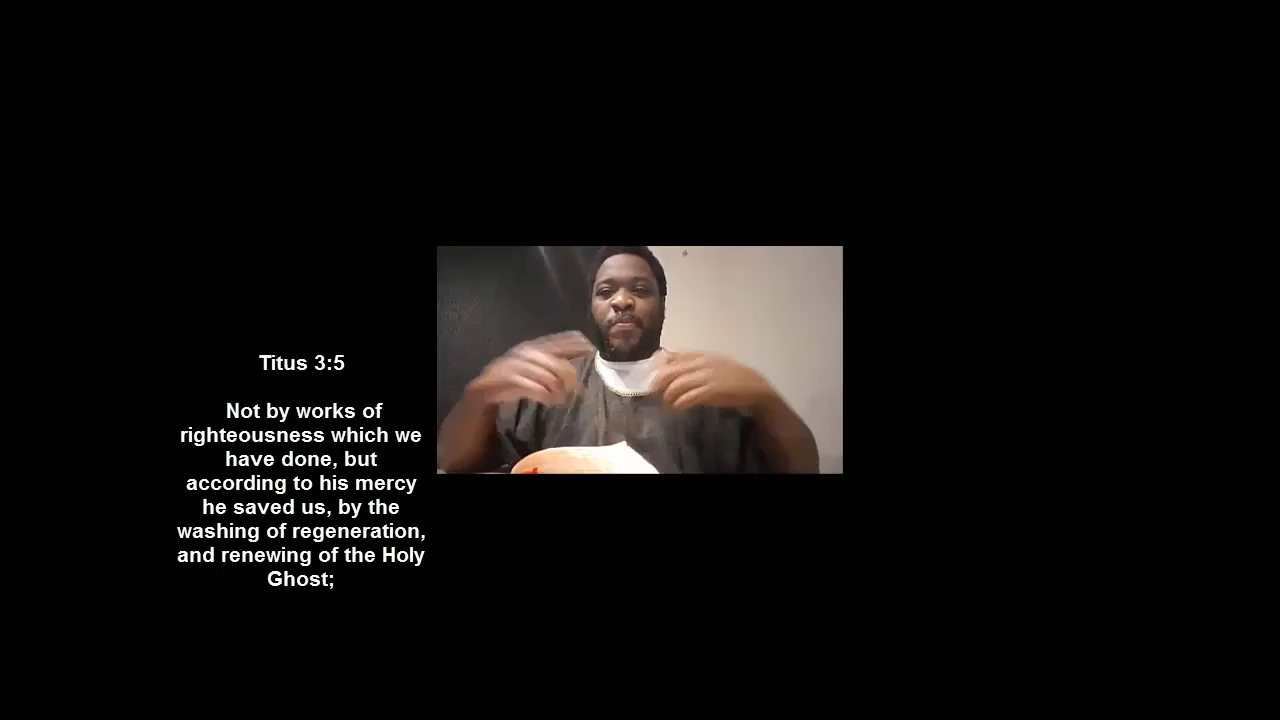 Titus 3:5
Not by works of
righteousness which we
have done, but
according to his mercy
he saved us, by the
washing of regeneration,
and renewing of the Holy
Ghost;